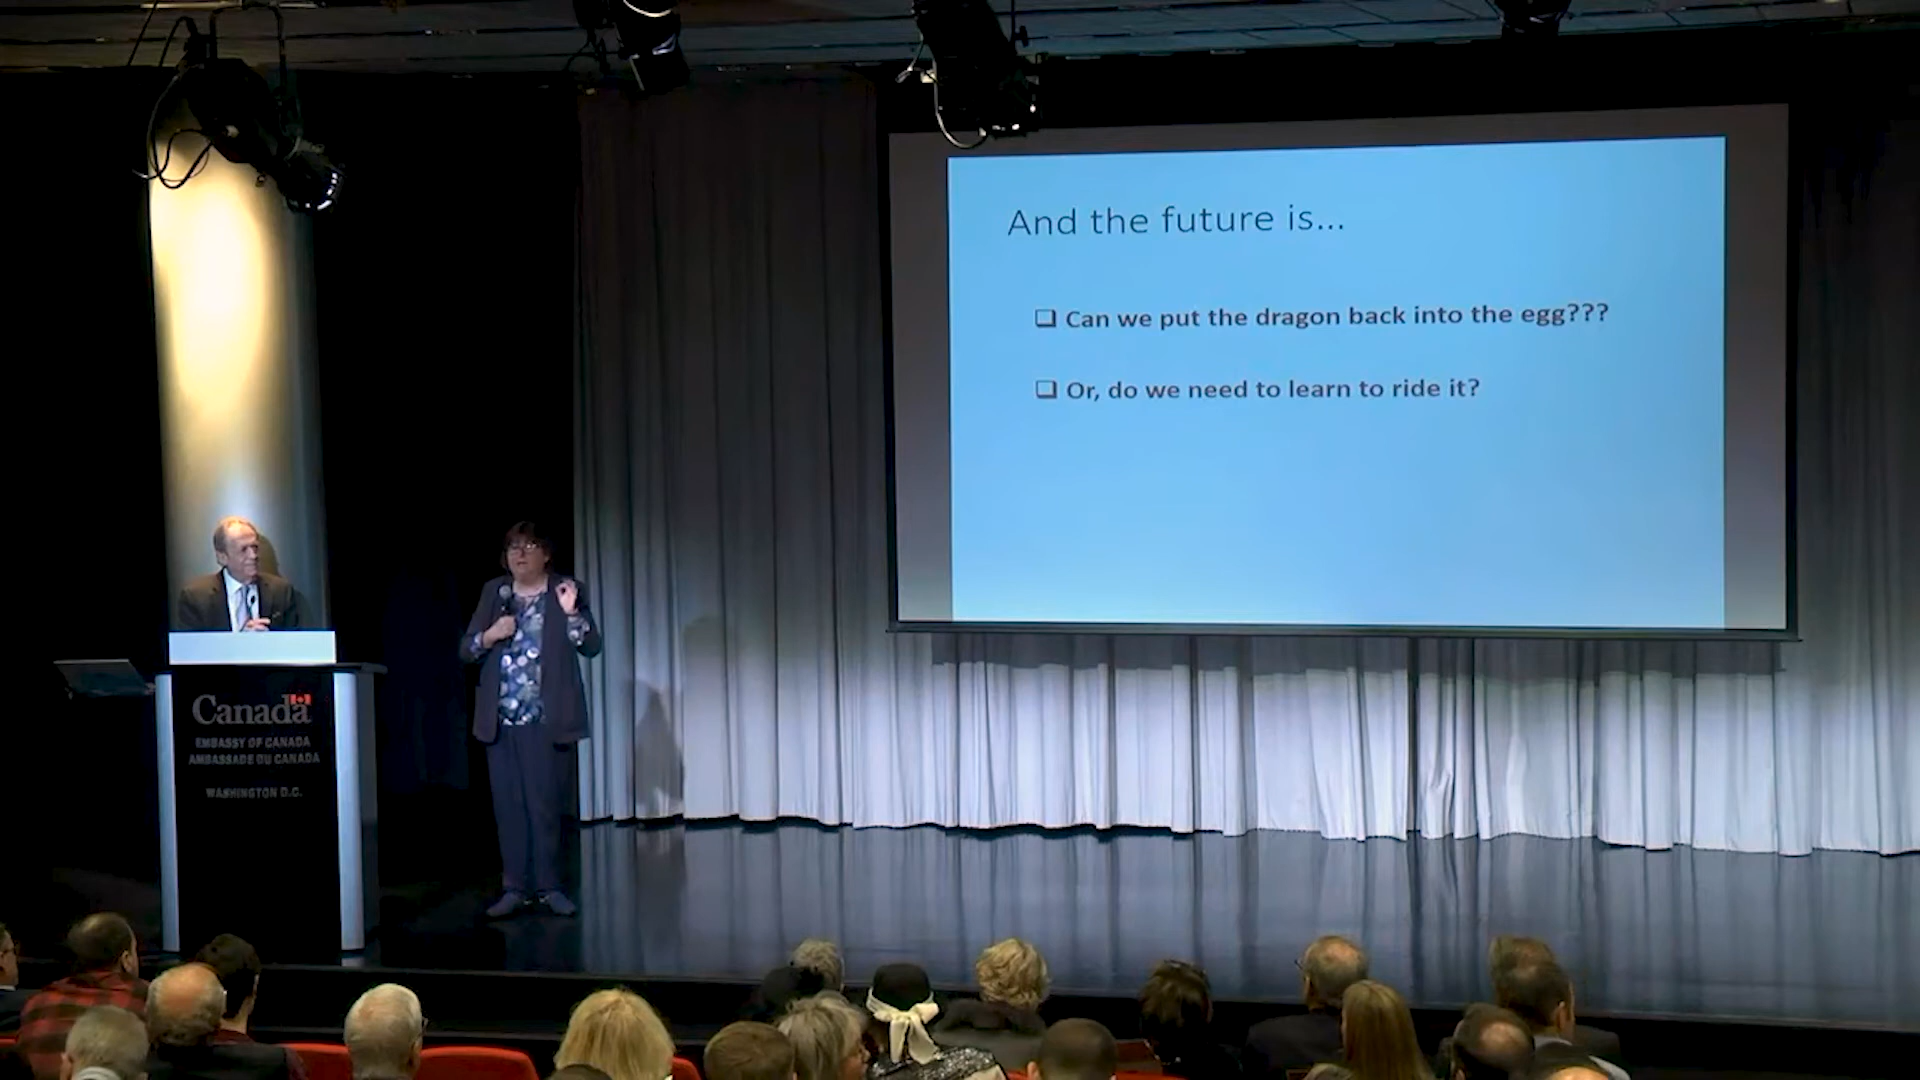 And the future is...
❑ Can we put the dragon back into the egg???
❑ Or, do we need to learn to ride it?
Canada
EMBASSY OF CANADA
AMBASSADE DU CANADA
WASHINGTON D.C.